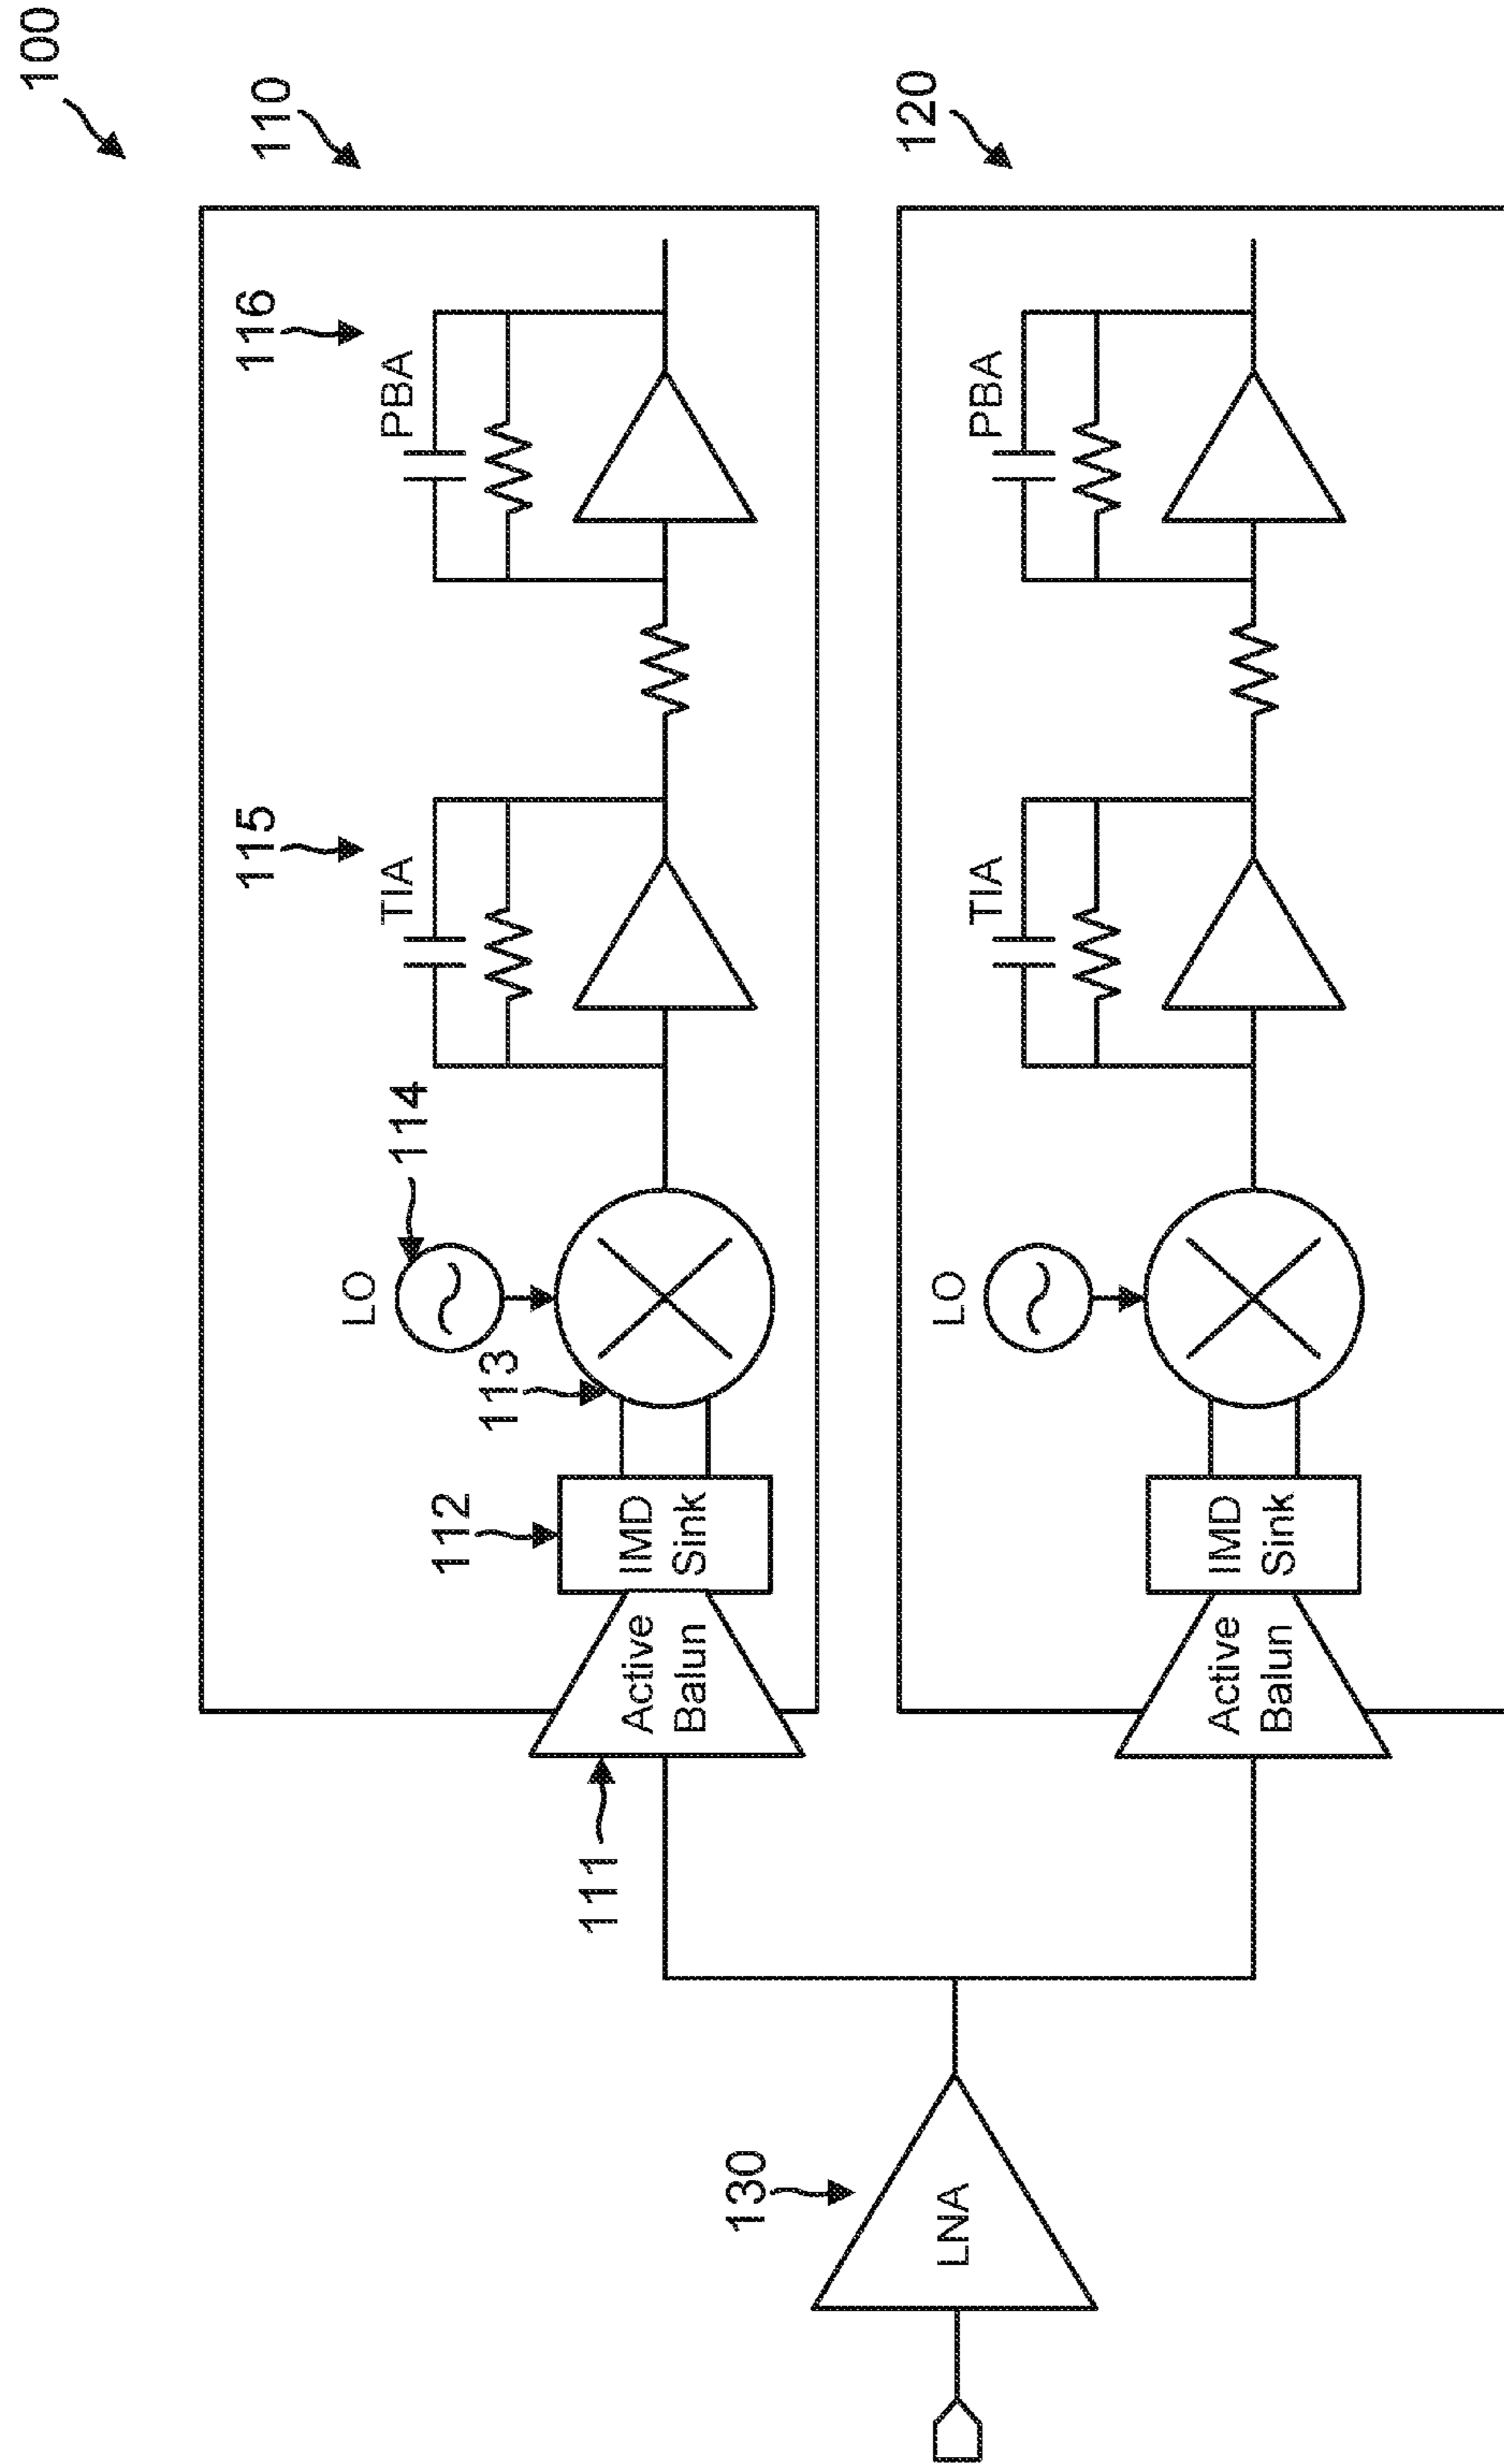 100
110
116
PBA
115
TIA
114
LO
113
112
IMD
Sink
Active
Balun
111
130
LNA
120
PBA
TIA
LO
IMD
Sink
Active
Balun